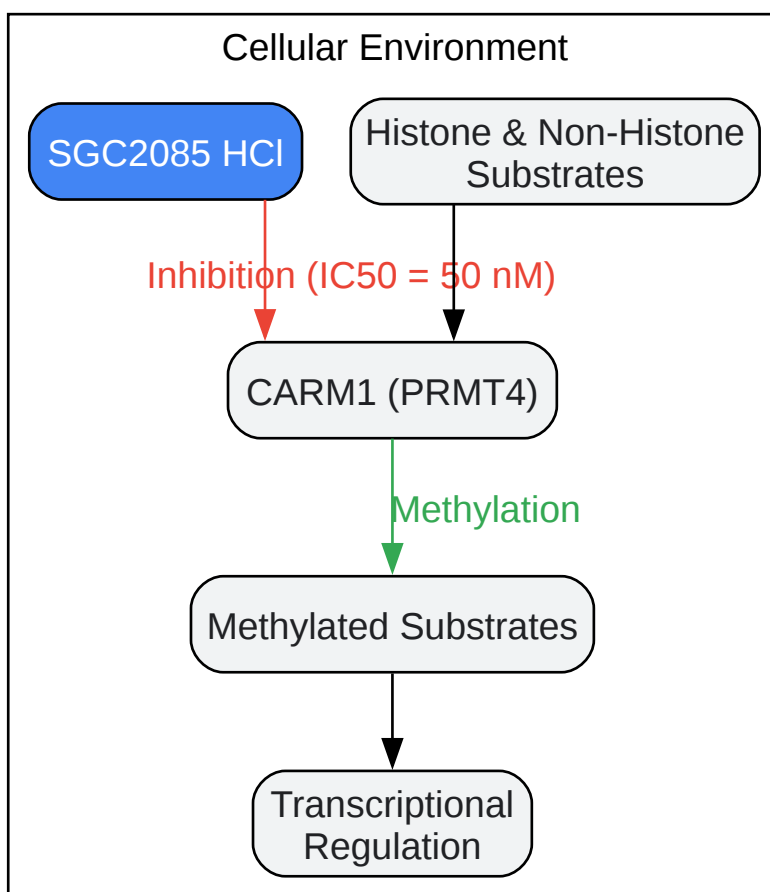 Cellular Environment
SGC2085 HCl
Histone & Non-Histone
Substrates
Inhibition (IC50 = 50 nM)
CARM1 (PRMT4)
Methylation
Methylated Substrates
Transcriptional
Regulation